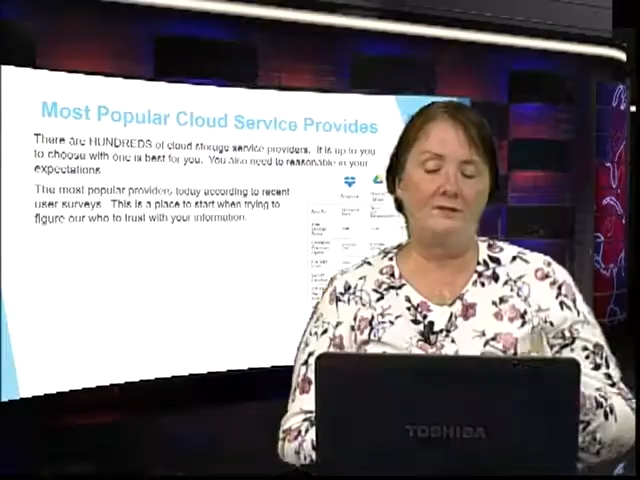 Most Popular Cloud Service Provides
There are HUNDREDS of cloud storage service providers. It is up to you
to choose with one is best for you. You also need to reasonable in your
expectations
The most popular providers today according to recent
user surveys. This is a place to start when trying to
figure our who to trust with your information.
TOSHIBA